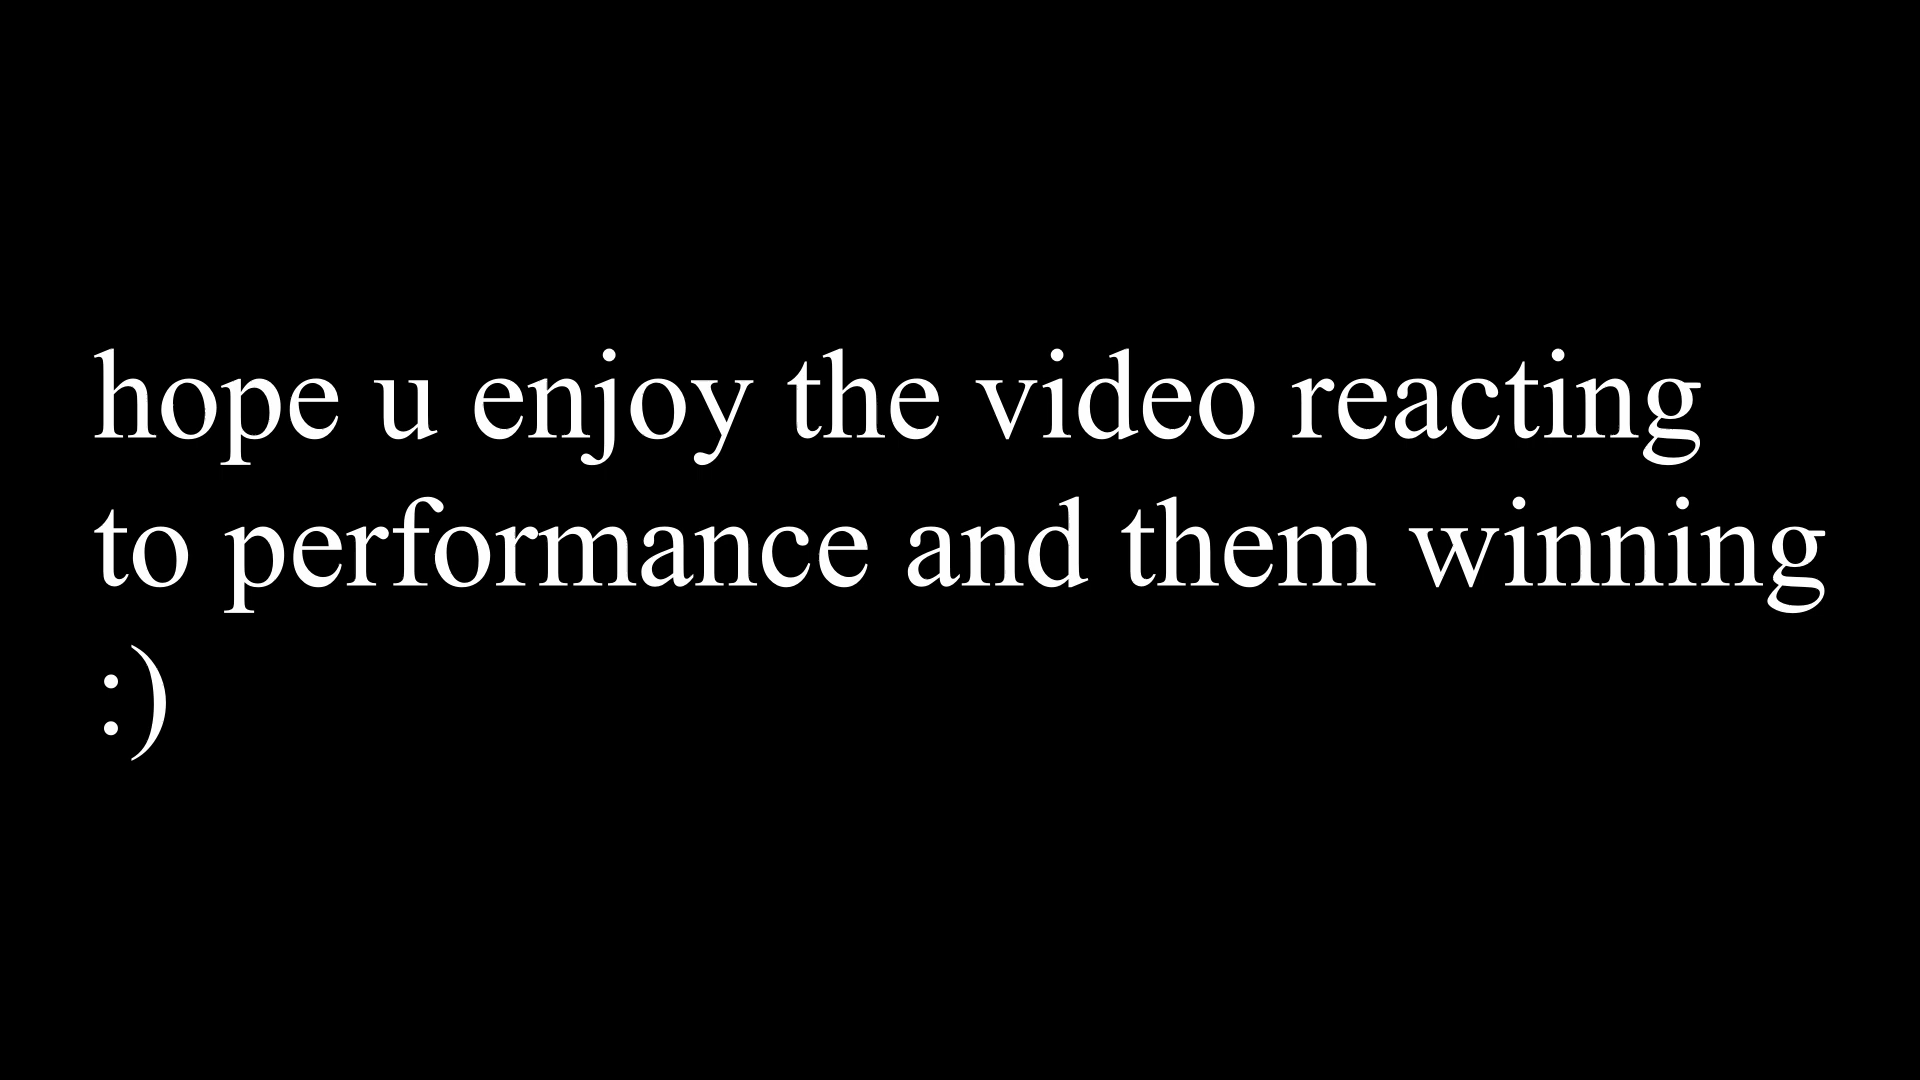 hope u enjoy the video reacting
to performance and them winning
:)